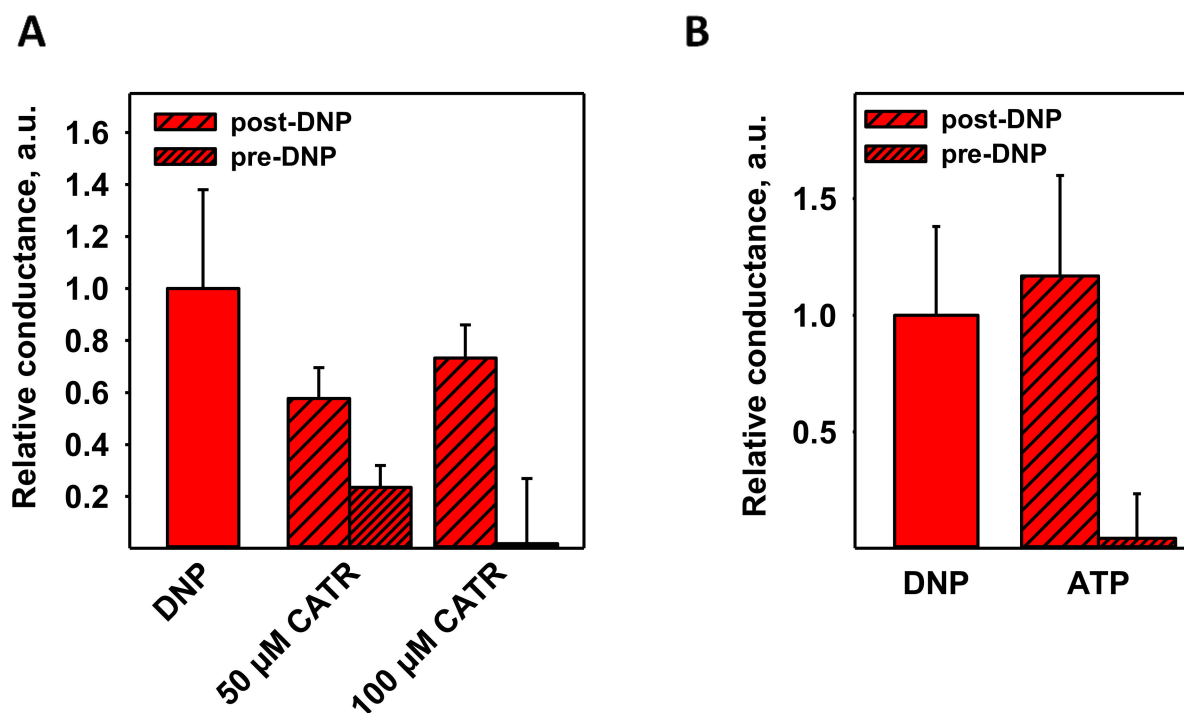 A
Relative conductance, a.u.
post-DNP
pre-DNP
1.6
1.4
1.2
1.0
0.8
0.6
0.4
0.2
DNP
50 µM CATR
100 µM CATR
B
Relative conductance, a.u.
post-DNP
pre-DNP
1.5
1.0
0.5
DNP
ATP